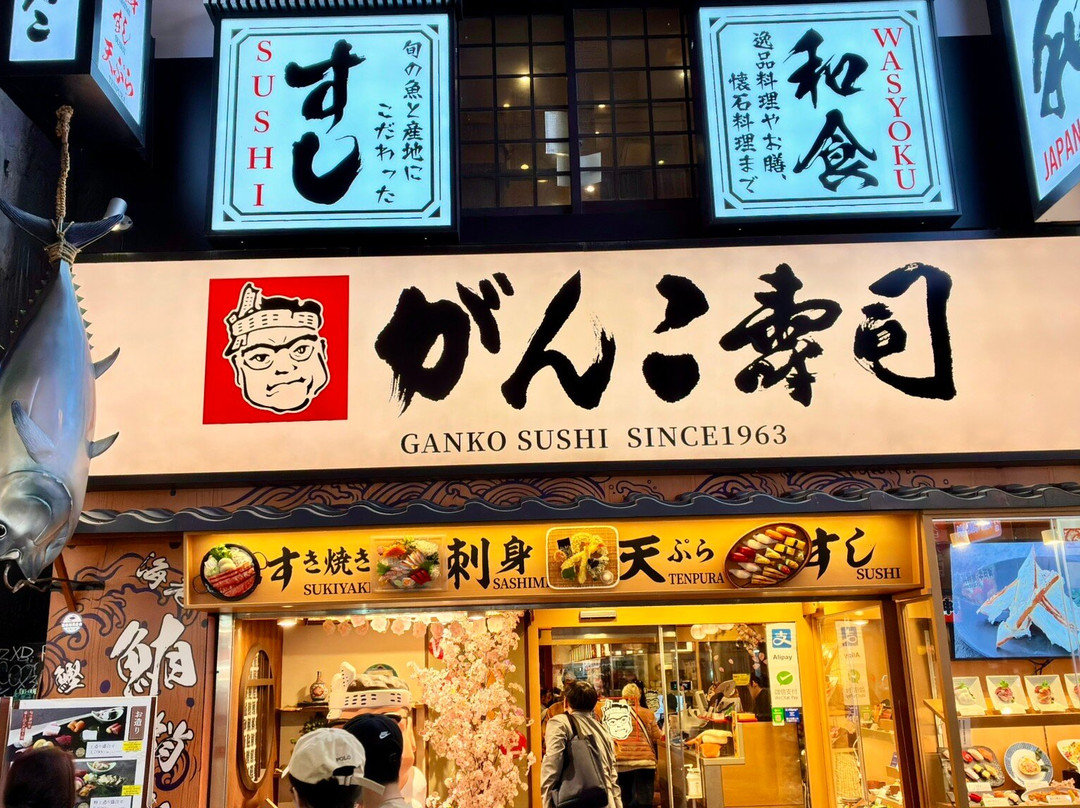 SUSHI
すし
旬の魚と産地に
こだわった
WASYOKU
和食
逸品料理やお膳、
懐石料理まで
JAPAN
がんこ寿司
GANKO SUSHI SINCE1963
すき焼き
SUKIYAKI
刺身
SASHIMI
天ぷら
TENPURA
すし
SUSHI
鮪
Alipay
POLO